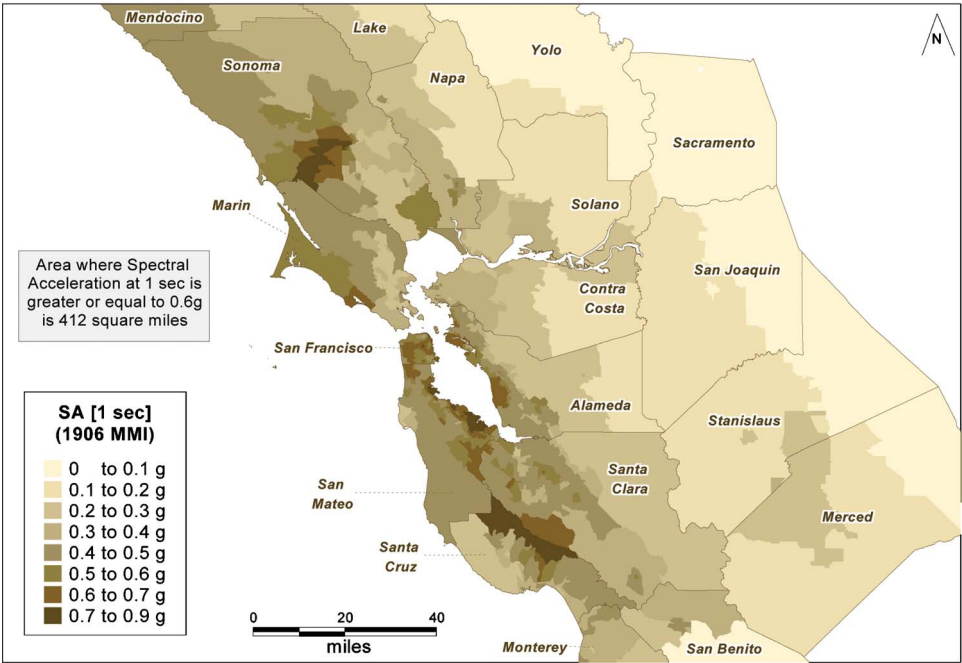 Mendocino
Lake
Yolo
N
Sonoma
Napa
Sacramento
Marin
Solano
Area where Spectral
Acceleration at 1 sec is
greater or equal to 0.6g
is 412 square miles
San Joaquin
Contra
Costa
San Francisco
SA [1 sec]
(1906 MMI)
0 to 0.1 g
0.1 to 0.2 g
0.2 to 0.3 g
0.3 to 0.4 g
0.4 to 0.5 g
0.5 to 0.6 g
0.6 to 0.7 g
0.7 to 0.9 g
Alameda
Stanislaus
Santa
Clara
San
Mateo
Merced
Santa
Cruz
0 20 40
miles
Monterey
San Benito